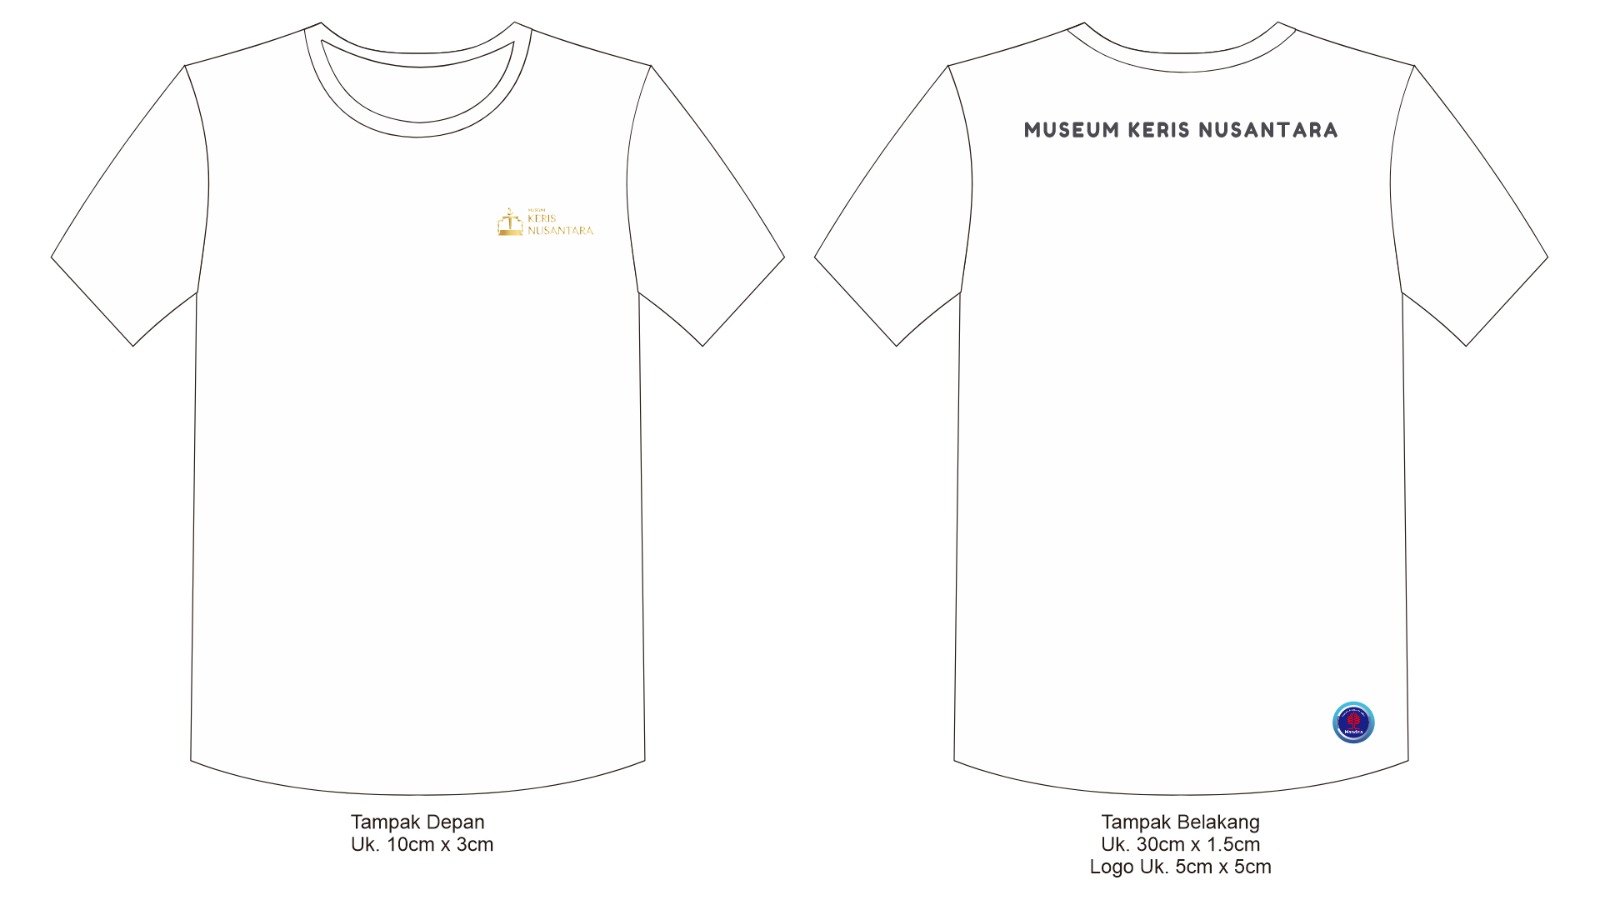 MUSEUM
KERIS
NUSANTARA
MUSEUM KERIS NUSANTARA
Tampak Depan
Uk. 10cm x 3cm
Tampak Belakang
Uk. 30cm x 1.5cm
Logo Uk. 5cm x 5cm